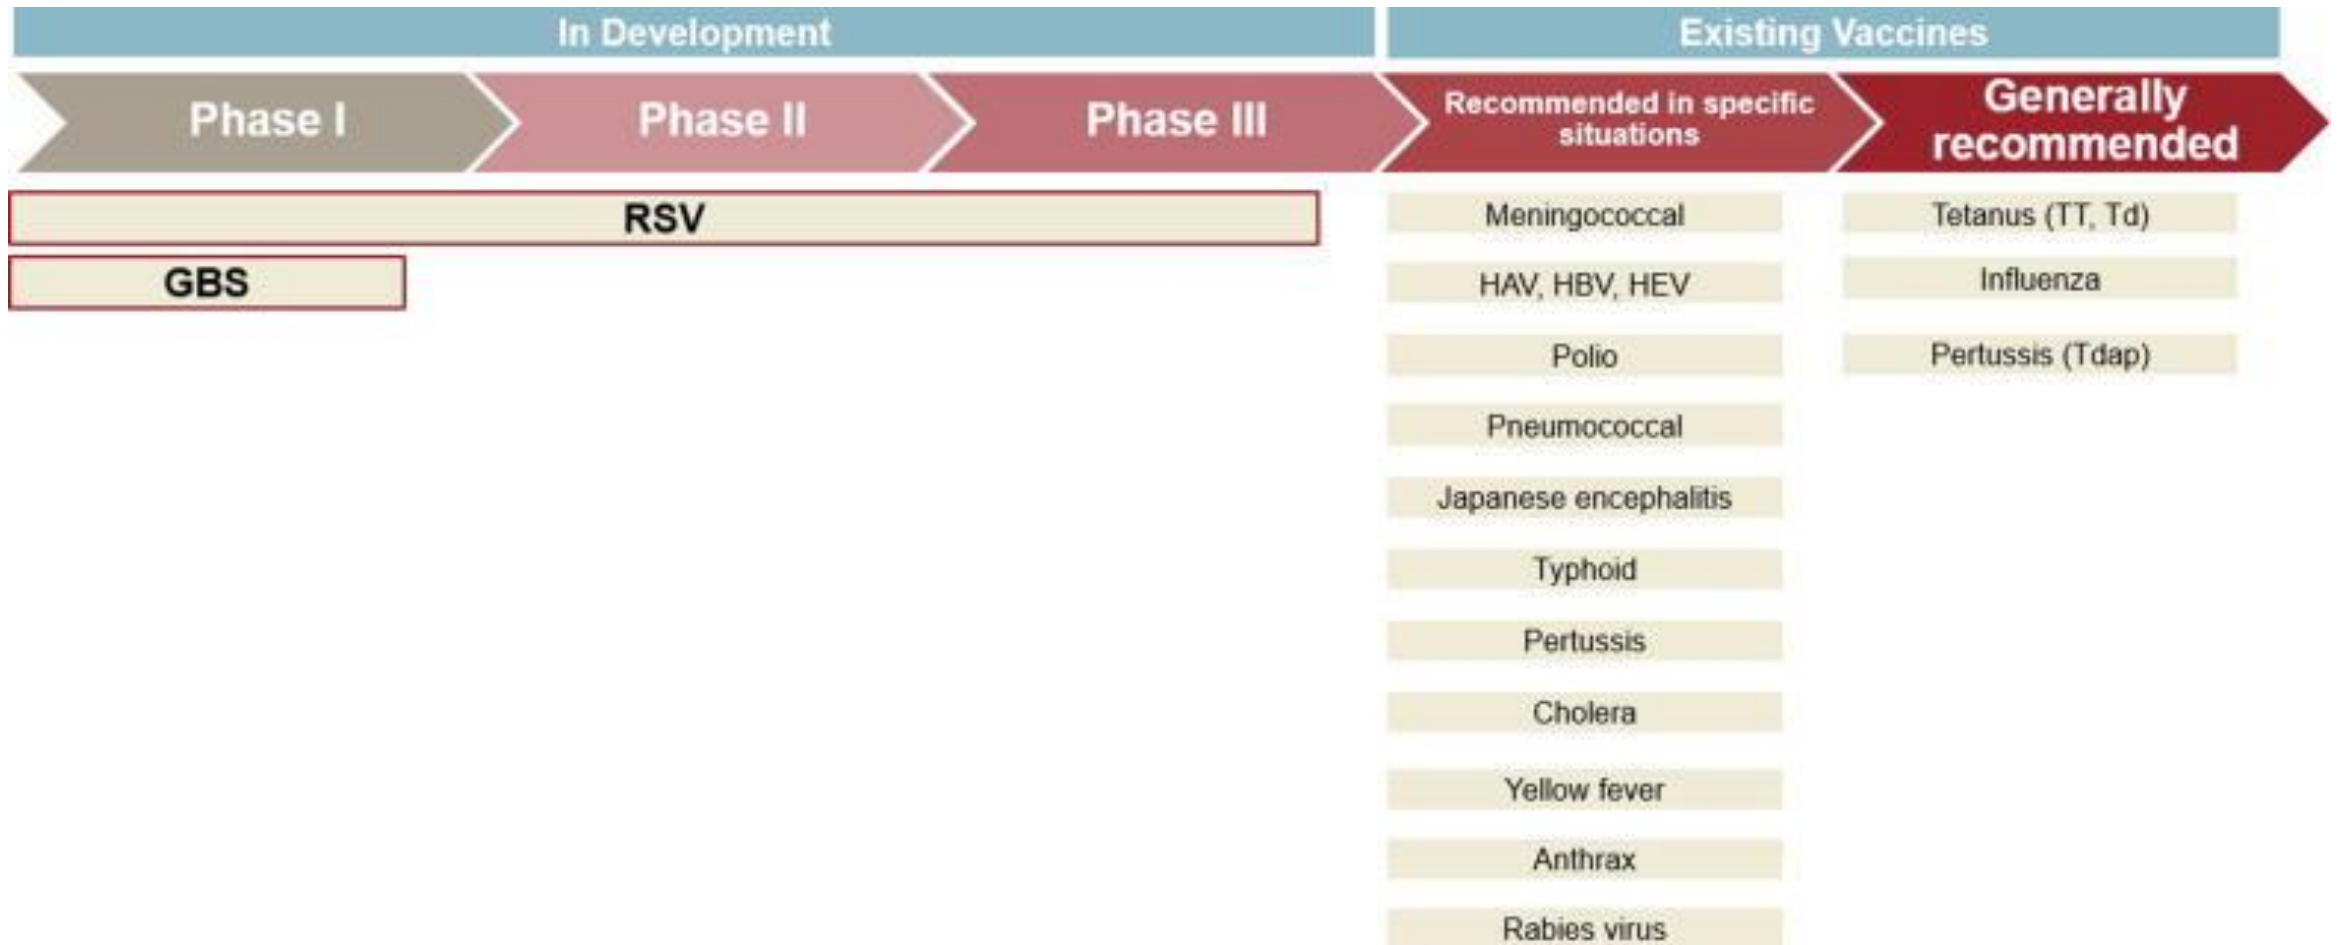 In Development
Existing Vaccines
Phase I
Phase II
Phase III
Recommended in specific
situations
Generally
recommended
RSV
GBS
Meningococcal
HAV, HBV, HEV
Polio
Pneumococcal
Japanese encephalitis
Typhoid
Pertussis
Cholera
Yellow fever
Anthrax
Rabies virus
Tetanus (TT, Td)
Influenza
Pertussis (Tdap)